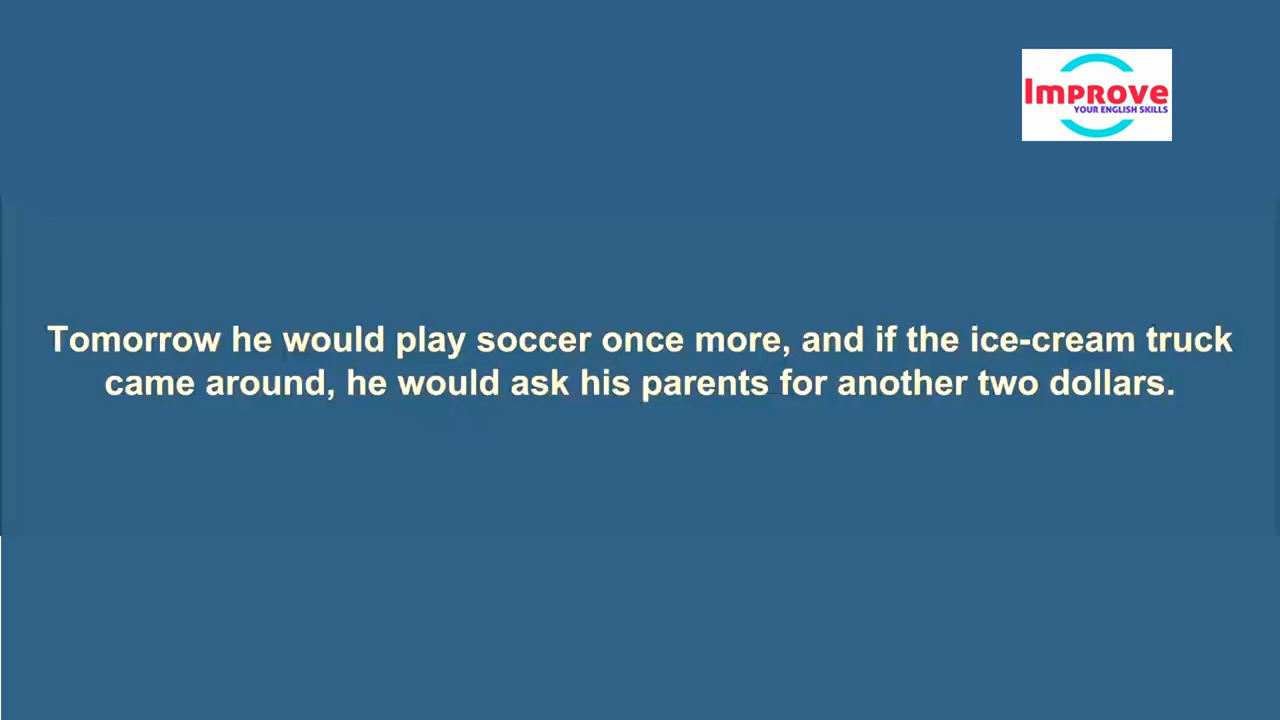 Improve
YOUR ENGLISH SKILLS
Tomorrow he would play soccer once more, and if the ice-cream truck
came around, he would ask his parents for another two dollars.